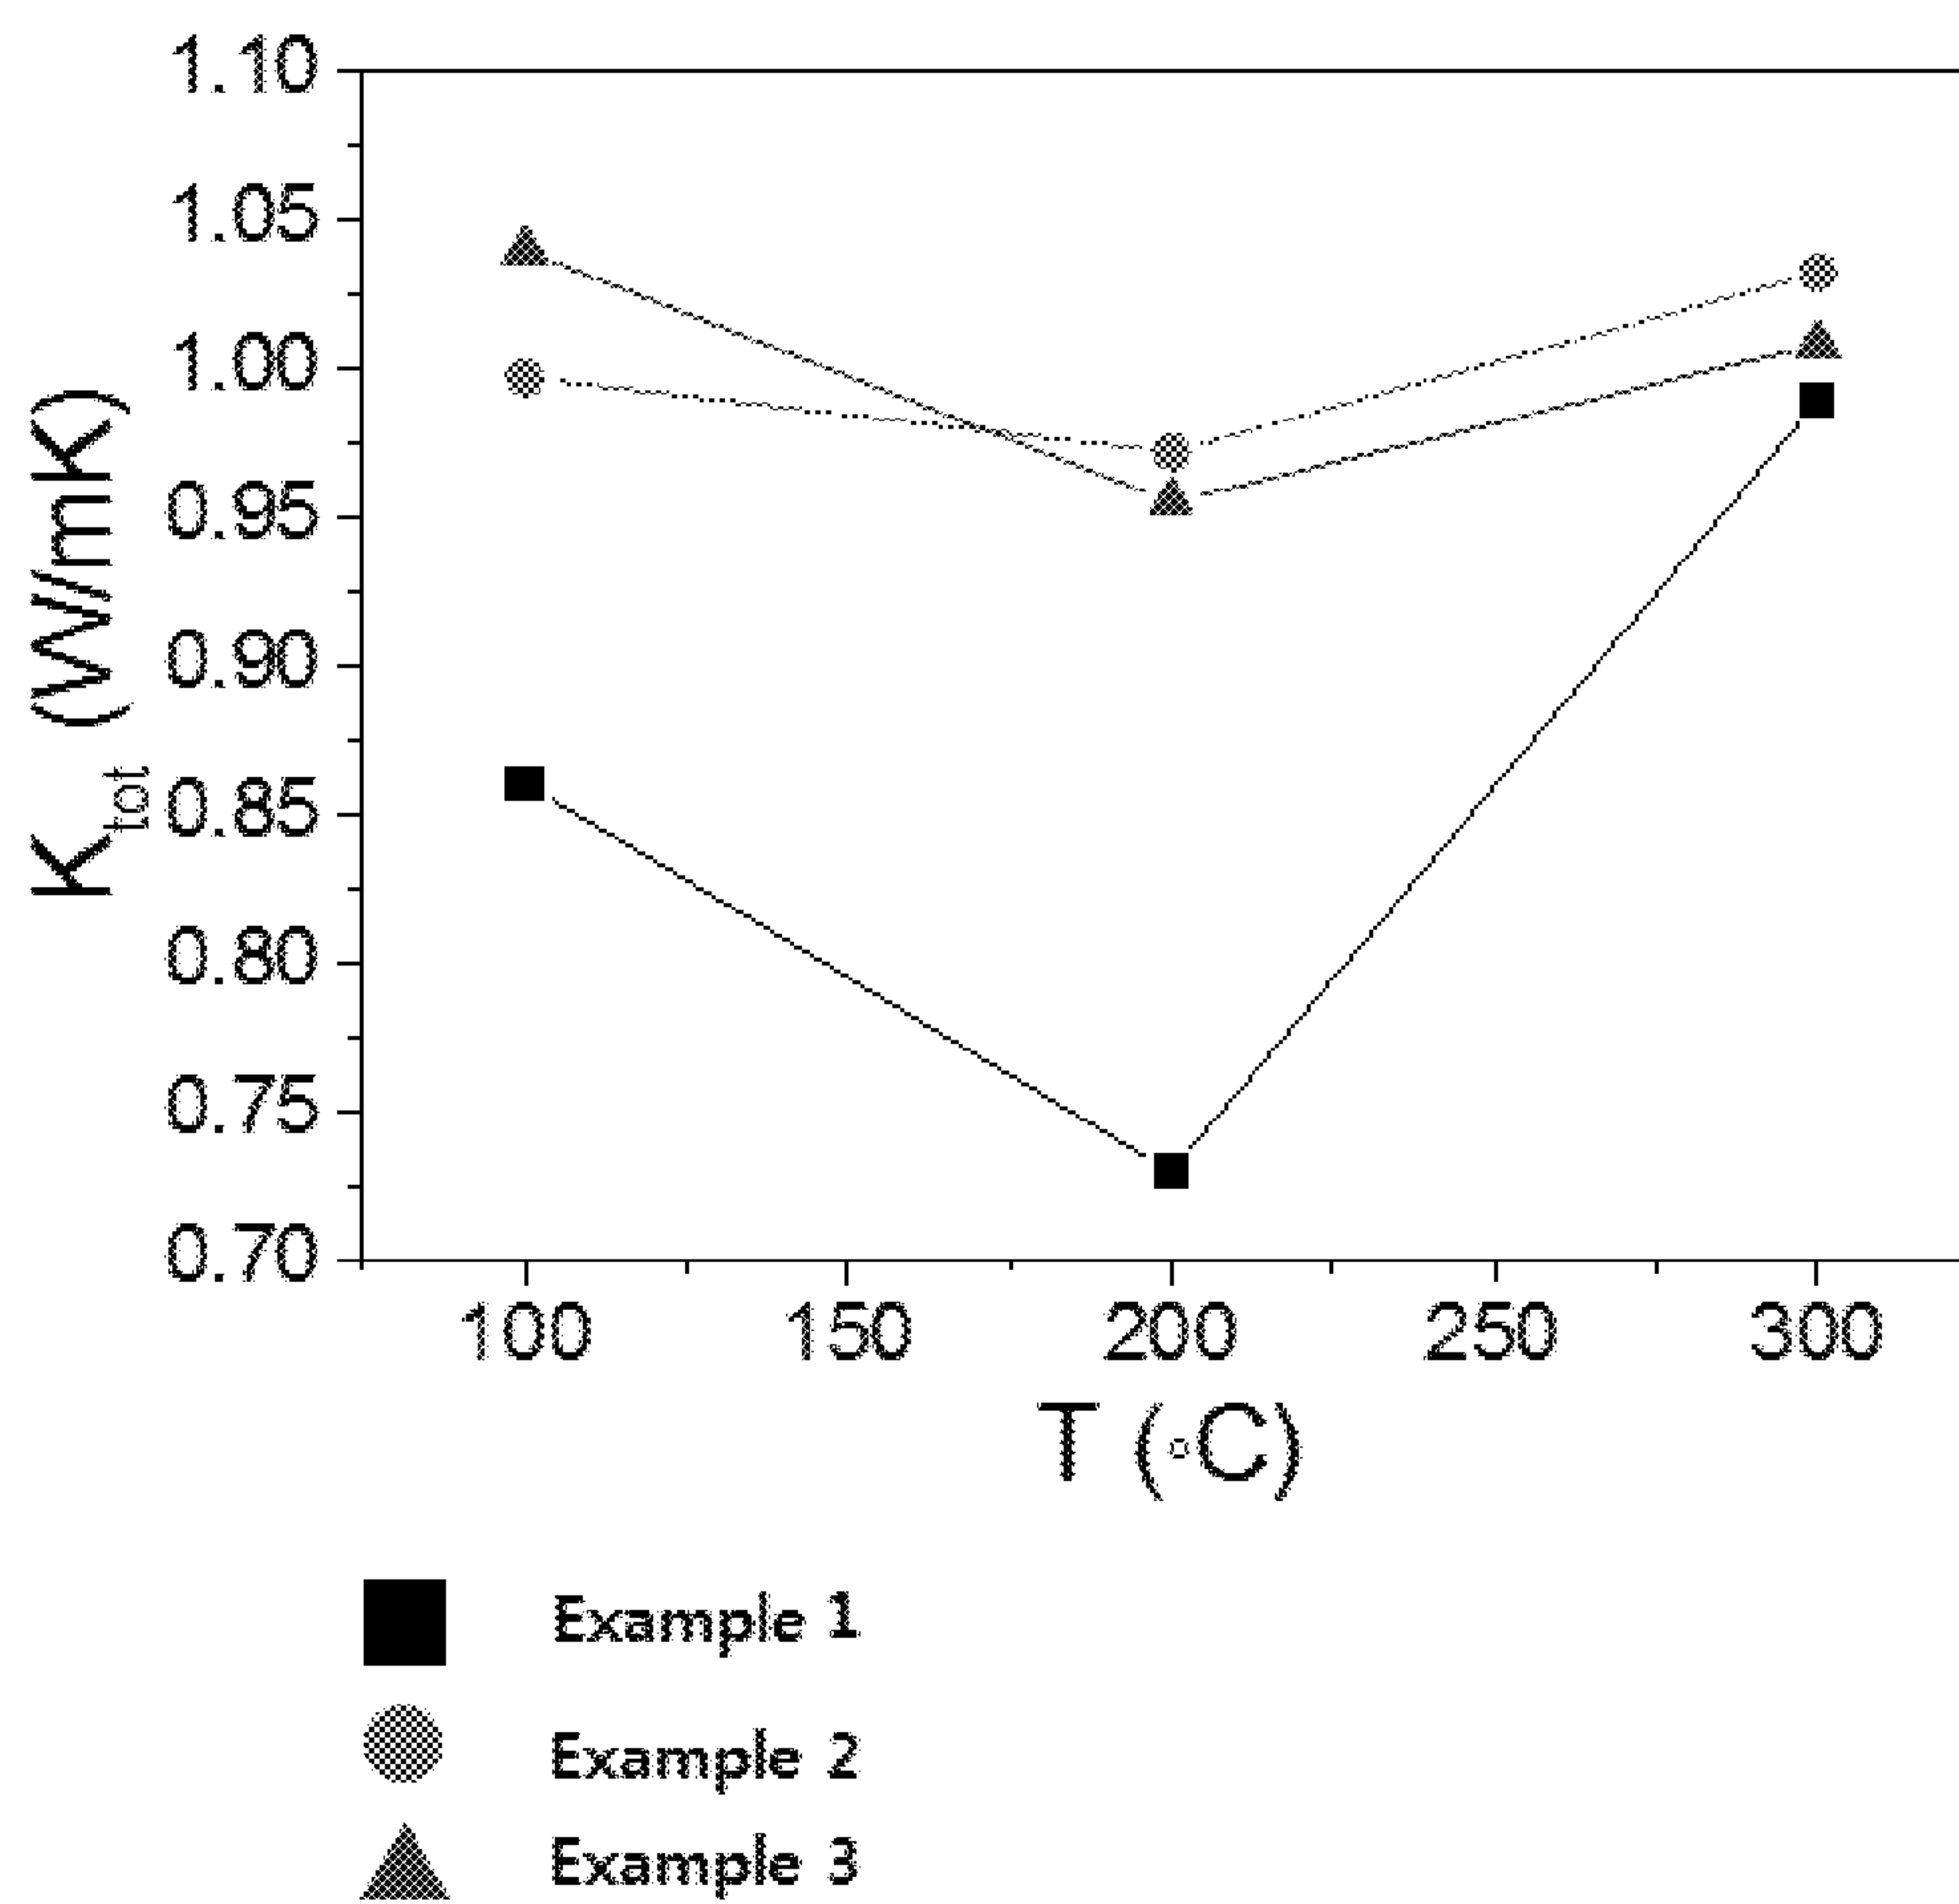 1.10
1.05
1.00
0.95
0.90
0.85
0.80
0.75
0.70
K_tot (W/mK)
100 150 200 250 300
T (°C)
Example 1
Example 2
Example 3